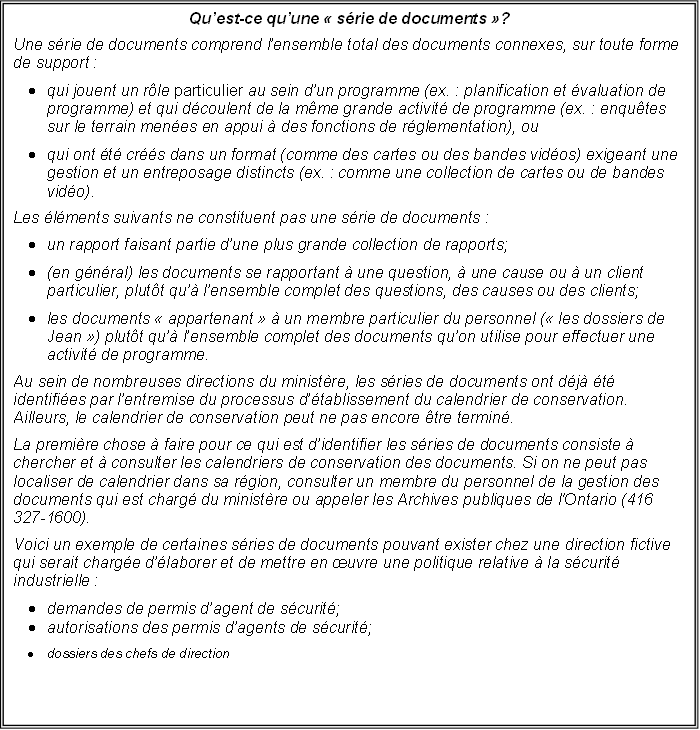 Qu'est-ce qu'une « série de documents »?
Une série de documents comprend l'ensemble total des documents connexes, sur toute forme
de support :
• qui jouent un rôle particulier au sein d'un programme (ex. : planification et évaluation de
programme) et qui découlent de la même grande activité de programme (ex. : enquêtes
sur le terrain menées en appui à des fonctions de réglementation), ou
• qui ont été créés dans un format (comme des cartes ou des bandes vidéos) exigeant une
gestion et un entreposage distincts (ex. : comme une collection de cartes ou de bandes
vidéo).
Les éléments suivants ne constituent pas une série de documents :
• un rapport faisant partie d'une plus grande collection de rapports;
• (en général) les documents se rapportant à une question, à une cause ou à un client
particulier, plutôt qu'à l'ensemble complet des questions, des causes ou des clients;
• les documents « appartenant » à un membre particulier du personnel (« les dossiers de
Jean ») plutôt qu'à l'ensemble complet des documents qu'on utilise pour effectuer une
activité de programme.
Au sein de nombreuses directions du ministère, les séries de documents ont déjà été
identifiées par l'entremise du processus d'établissement du calendrier de conservation.
Ailleurs, le calendrier de conservation peut ne pas encore être terminé.
La première chose à faire pour ce qui est d'identifier les séries de documents consiste à
chercher et à consulter les calendriers de conservation des documents. Si on ne peut pas
localiser de calendrier dans sa région, consulter un membre du personnel de la gestion des
documents qui est chargé du ministère ou appeler les Archives publiques de l'Ontario (416
327-1600).
Voici un exemple de certaines séries de documents pouvant exister chez une direction fictive
qui serait chargée d'élaborer et de mettre en œuvre une politique relative à la sécurité
industrielle :
• demandes de permis d'agent de sécurité;
• autorisations des permis d'agents de sécurité;
• dossiers des chefs de direction